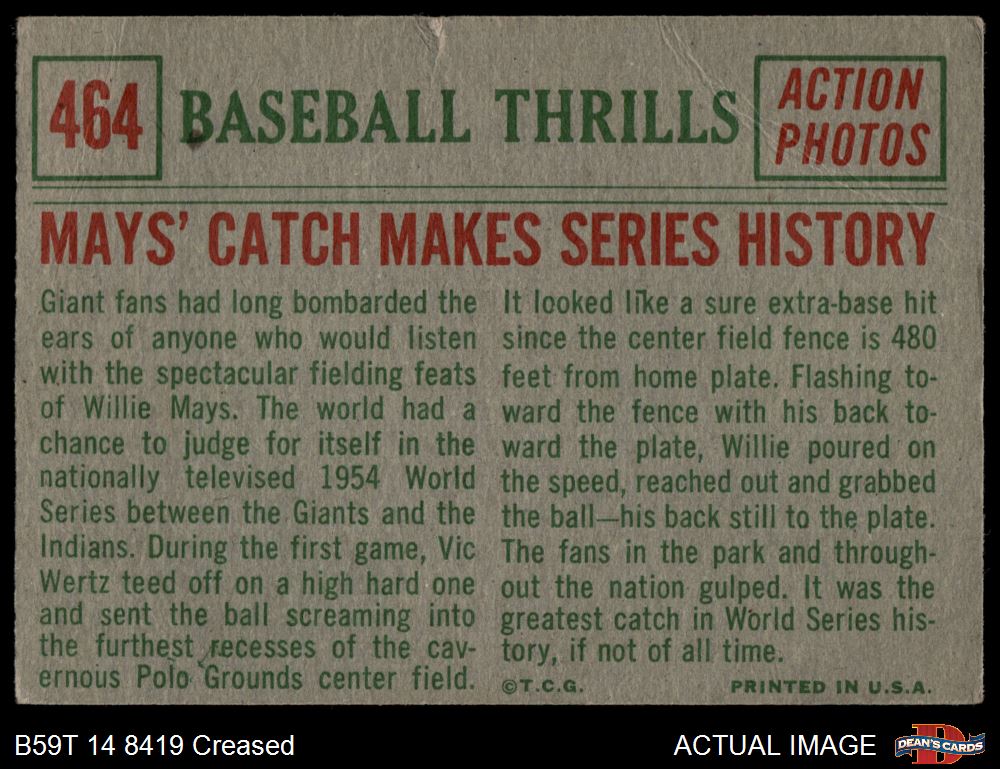 464
BASEBALL THRILLS
ACTION
PHOTOS
MAYS' CATCH MAKES SERIES HISTORY
Giant fans had long bombarded the
ears of anyone who would listen
with the spectacular fielding feats
of Willie Mays. The world had a
chance to judge for itself in the
nationally televised 1954 World
Series between the Giants and the
Indians. During the first game, Vic
Wertz teed off on a high hard one
and sent the ball screaming into
the furthest recesses of the cav-
ernous Polo Grounds center field.
It looked like a sure extra-base hit
since the center field fence is 480
feet from home plate. Flashing to-
ward the fence with his back to-
ward the plate, Willie poured on
the speed, reached out and grabbed
the ball—his back still to the plate.
The fans in the park and through-
out the nation gulped. It was the
greatest catch in World Series his-
tory, if not of all time.
©T.C.G.
PRINTED IN U.S.A.
B59T 14 8419 Creased
ACTUAL IMAGE
DEAN'S CARDS